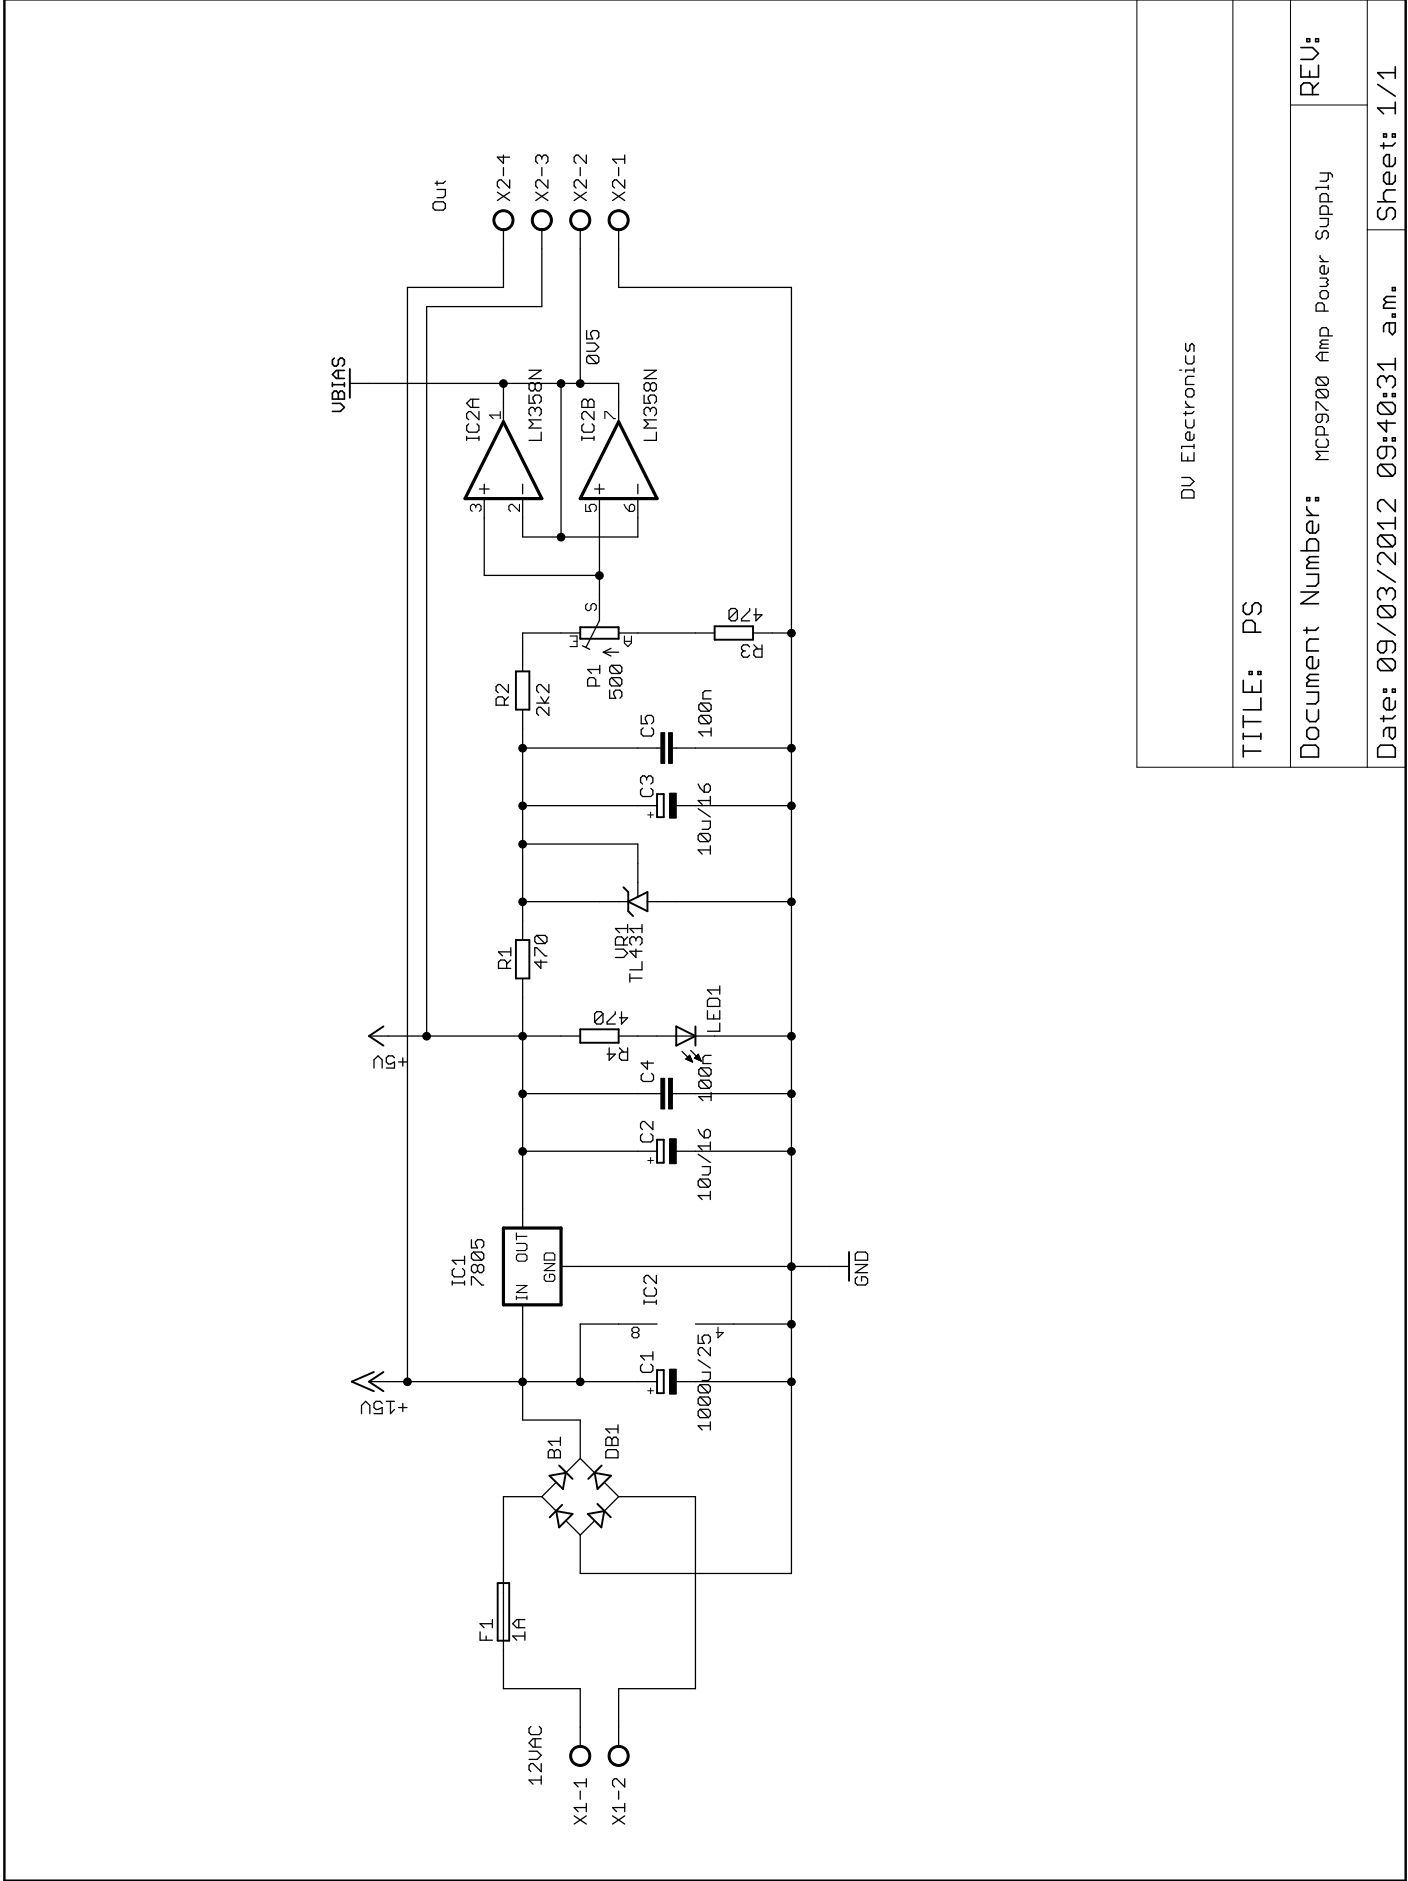 12VAC
X1-1
X1-2
F1
1A
B1
DB1
+15V
C1
1000u/25
IC2
8
4
IC1
7805
IN
OUT
GND
GND
C2
10u/16
C4
100n
+5V
R4
470
LED1
R1
470
VR1
TL431
C3
10u/16
C5
100n
R2
2k2
P1
500
E
S
A
R3
470
3
2
1
IC2A
LM358N
5
6
7
IC2B
LM358N
+
-
+
-
VBIAS
0V5
Out
X2-4
X2-3
X2-2
X2-1
DV Electronics
TITLE: PS
Document Number: MCP9700 Amp Power Supply
REV:
Date: 09/03/2012 09:40:31 a.m.
Sheet: 1/1